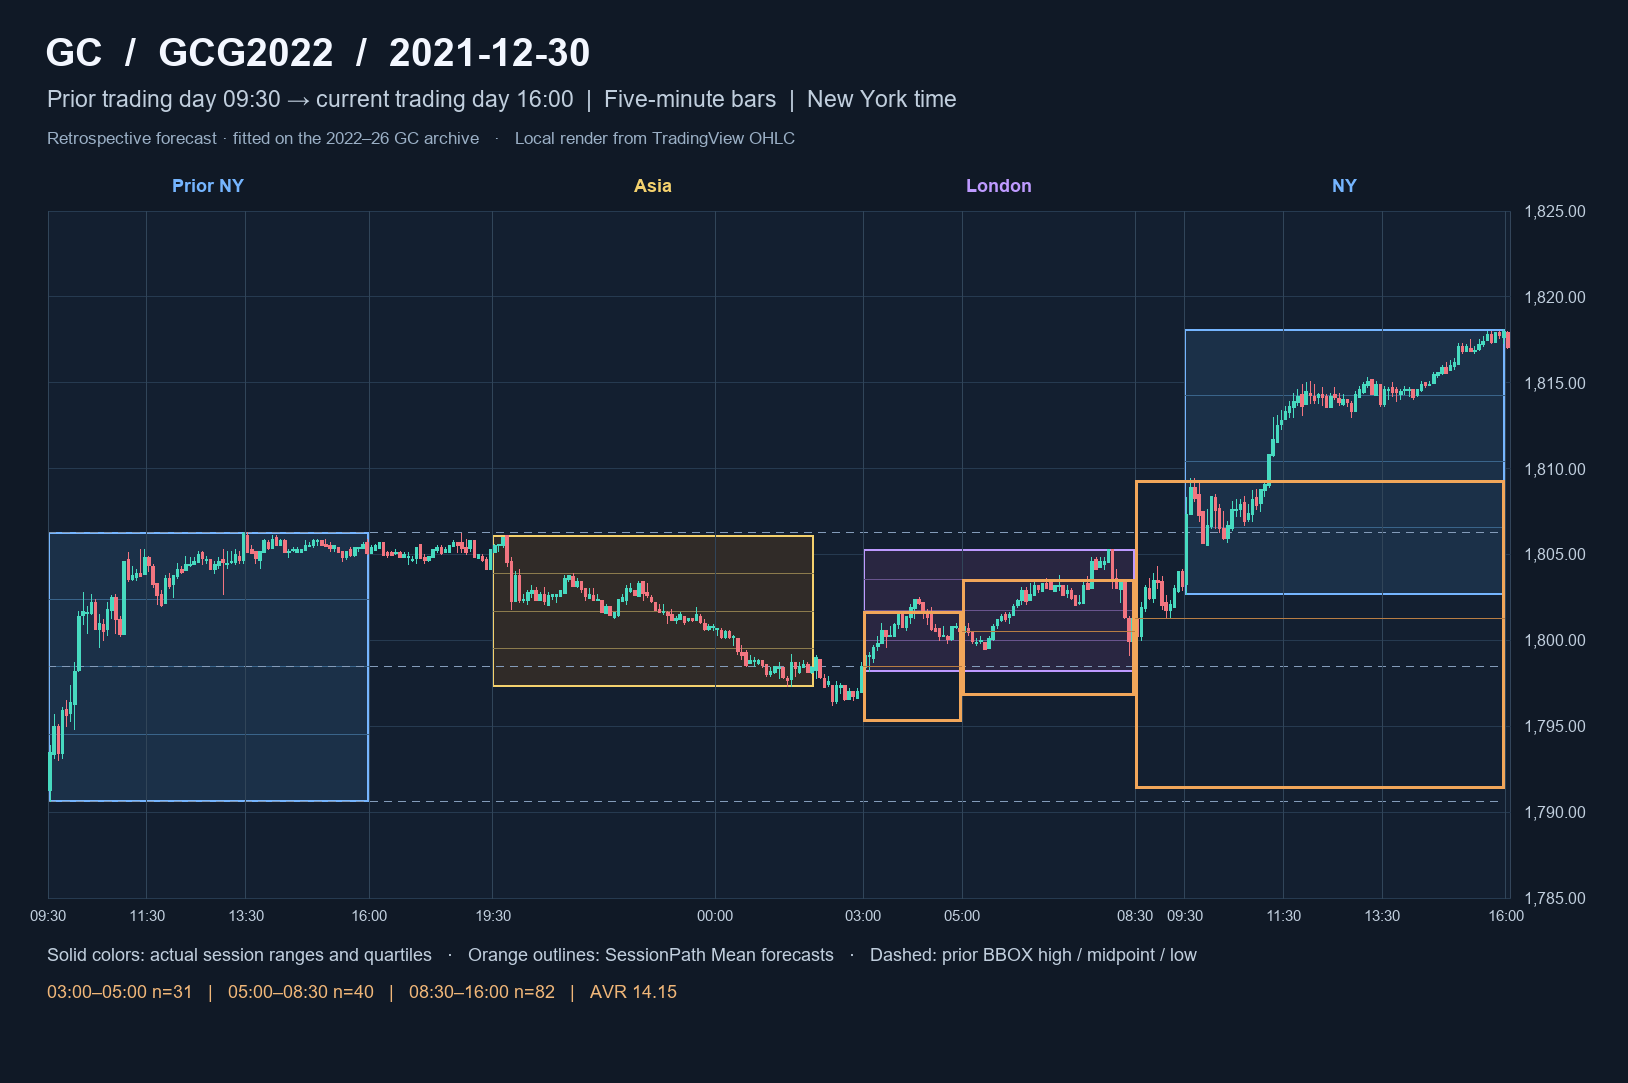 GC / GCG2022 / 2021-12-30
Prior trading day 09:30 → current trading day 16:00 | Five-minute bars | New York time
Retrospective forecast · fitted on the 2022–26 GC archive · Local render from TradingView OHLC
Prior NY Asia London NY
1,825.00
1,820.00
1,815.00
1,810.00
1,805.00
1,800.00
1,795.00
1,790.00
1,785.00
09:30 11:30 13:30 16:00 19:30 00:00 03:00 05:00 08:30 09:30 11:30 13:30 16:00
Solid colors: actual session ranges and quartiles · Orange outlines: SessionPath Mean forecasts · Dashed: prior BBOX high / midpoint / low
03:00–05:00 n=31 | 05:00–08:30 n=40 | 08:30–16:00 n=82 | AVR 14.15